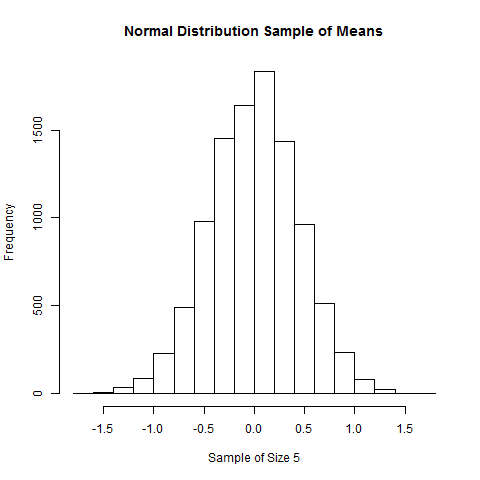 Normal Distribution Sample of Means
Frequency
1500
1000
500
0
-1.5 -1.0 -0.5 0.0 0.5 1.0 1.5
Sample of Size 5